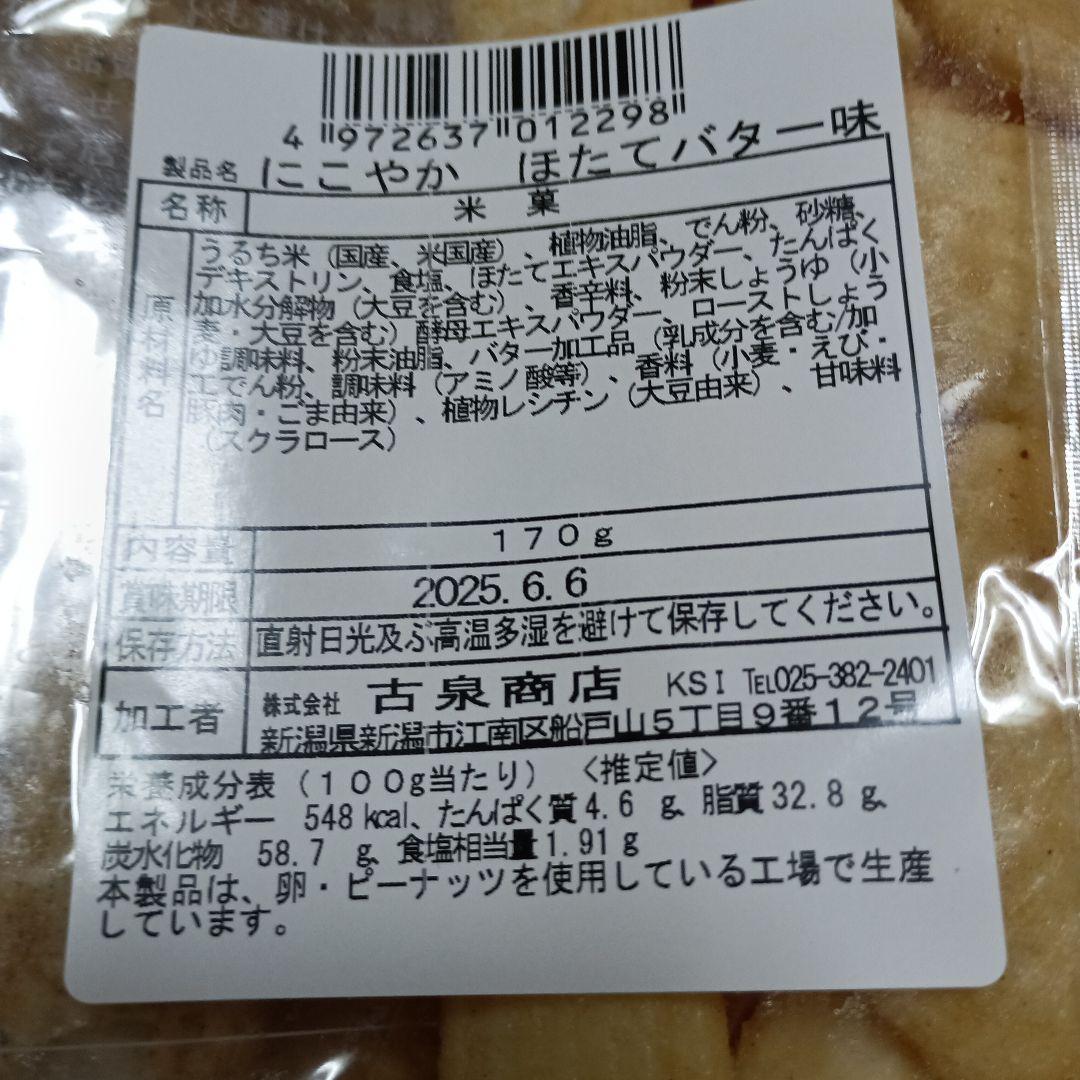 4 972637 012298
製品名 にこやか ほたてバター味
名称 米菓
原材料名 うるち米（国産、米国産）、植物油脂、でん粉、砂糖、
デキストリン、食塩、ほたてエキスパウダー、たんぱく
加水分解物（大豆を含む）、香辛料、粉末しょうゆ（小
麦・大豆を含む）酵母エキスパウダー、ローストしょう
ゆ調味料、粉末油脂、バター加工品（乳成分を含む/加
工でん粉、調味料（アミノ酸等）、香料（小麦・えび・
豚肉・ごま由来）、植物レシチン（大豆由来）、甘味料
（スクラロース）
内容量 １７０g
賞味期限 2025.6.6
保存方法 直射日光及ぶ高温多湿を避けて保存してください。
加工者 株式会社 古泉商店 KSI TEL025-382-2401
新潟県新潟市江南区船戸山５丁目９番１２号
栄養成分表（１００g当たり） <推定値>
エネルギー 548kcal、たんぱく質4.6 g、脂質32.8 g、
炭水化物 58.7 g、食塩相当量1.91g
本製品は、卵・ピーナッツを使用している工場で生産
しています。